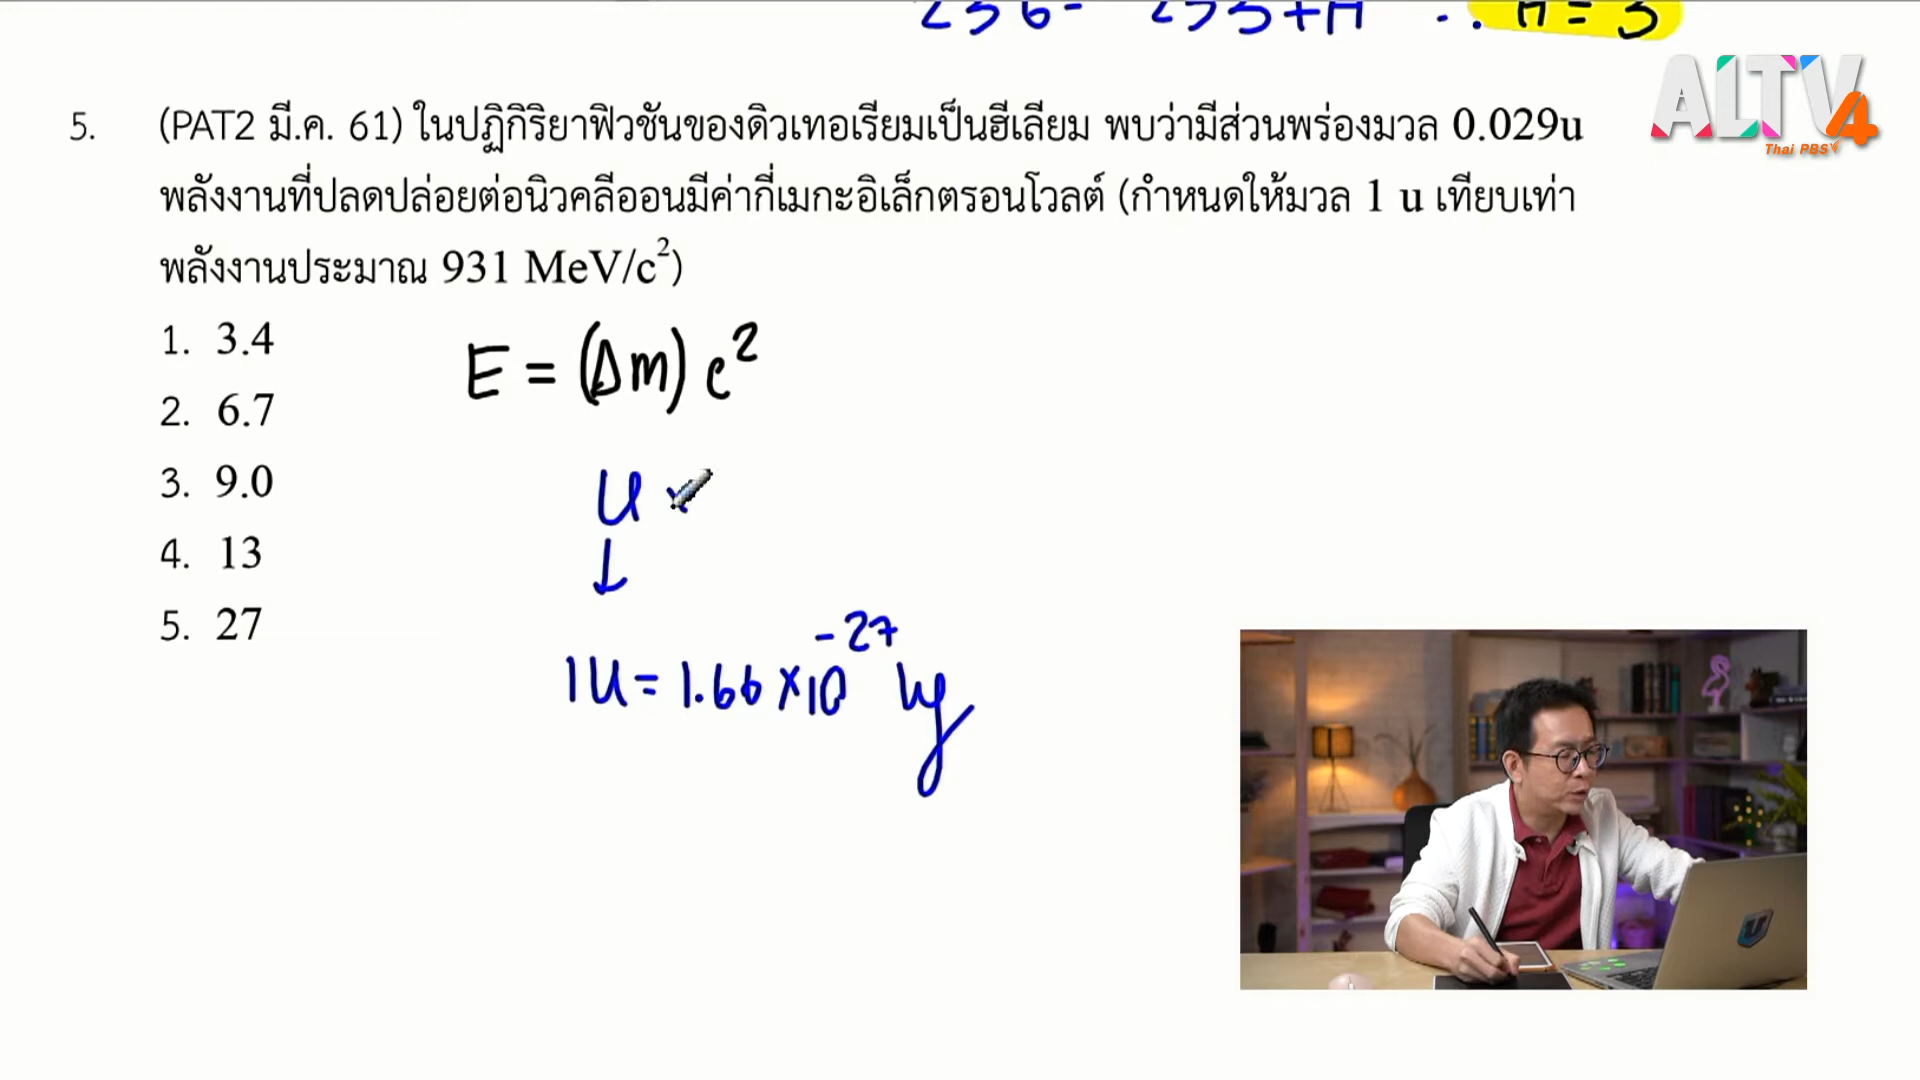 236 = 233+A ∴ A = 3
ALTV4
Thai PBS
5. (PAT2 มี.ค. 61) ในปฏิกิริยาฟิวชันของดิวเทอเรียมเป็นฮีเลียม พบว่ามีส่วนพร่องมวล 0.029u
พลังงานที่ปลดปล่อยต่อนิวคลีออนมีค่ากี่เมกะอิเล็กตรอนโวลต์ (กำหนดให้มวล 1 u เทียบเท่า
พลังงานประมาณ 931 MeV/c²)
1. 3.4
2. 6.7
3. 9.0
4. 13
5. 27
E = (Δm) c²
u
↓
1u = 1.66 × 10⁻²⁷ kg